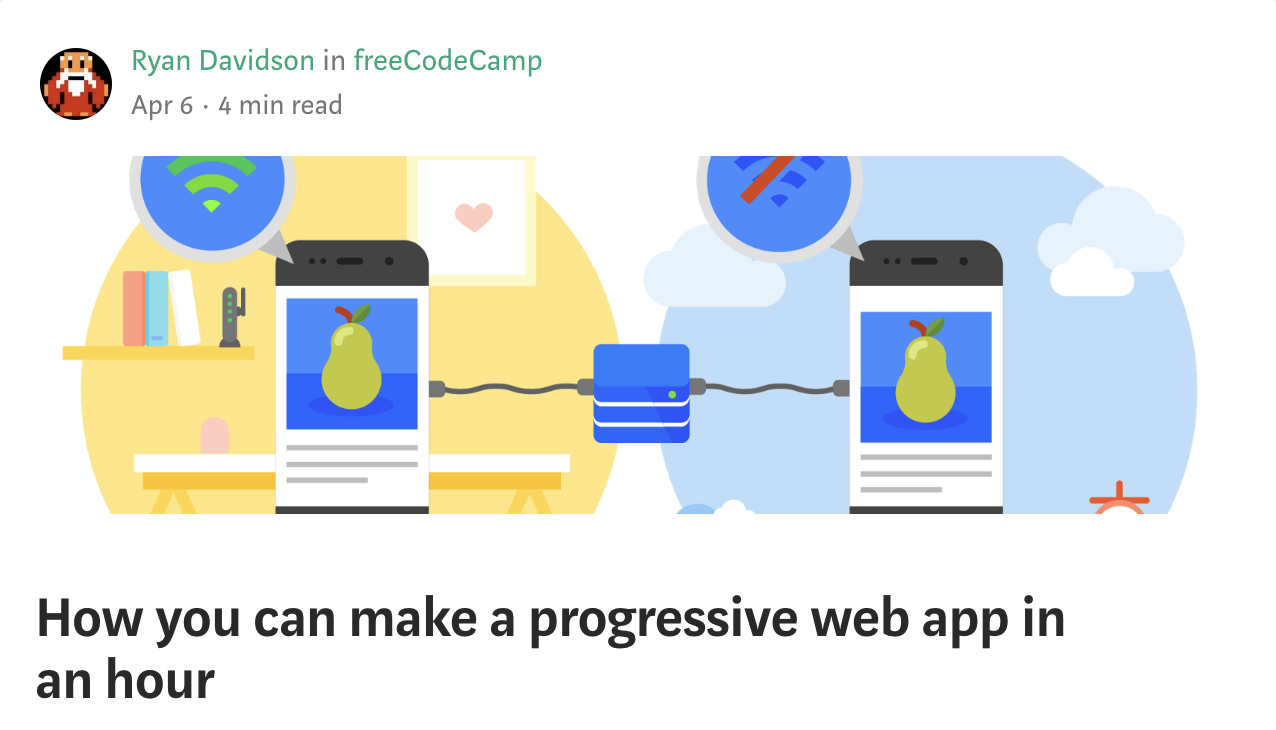 Ryan Davidson in freeCodeCamp
Apr 6 · 4 min read
How you can make a progressive web app in
an hour